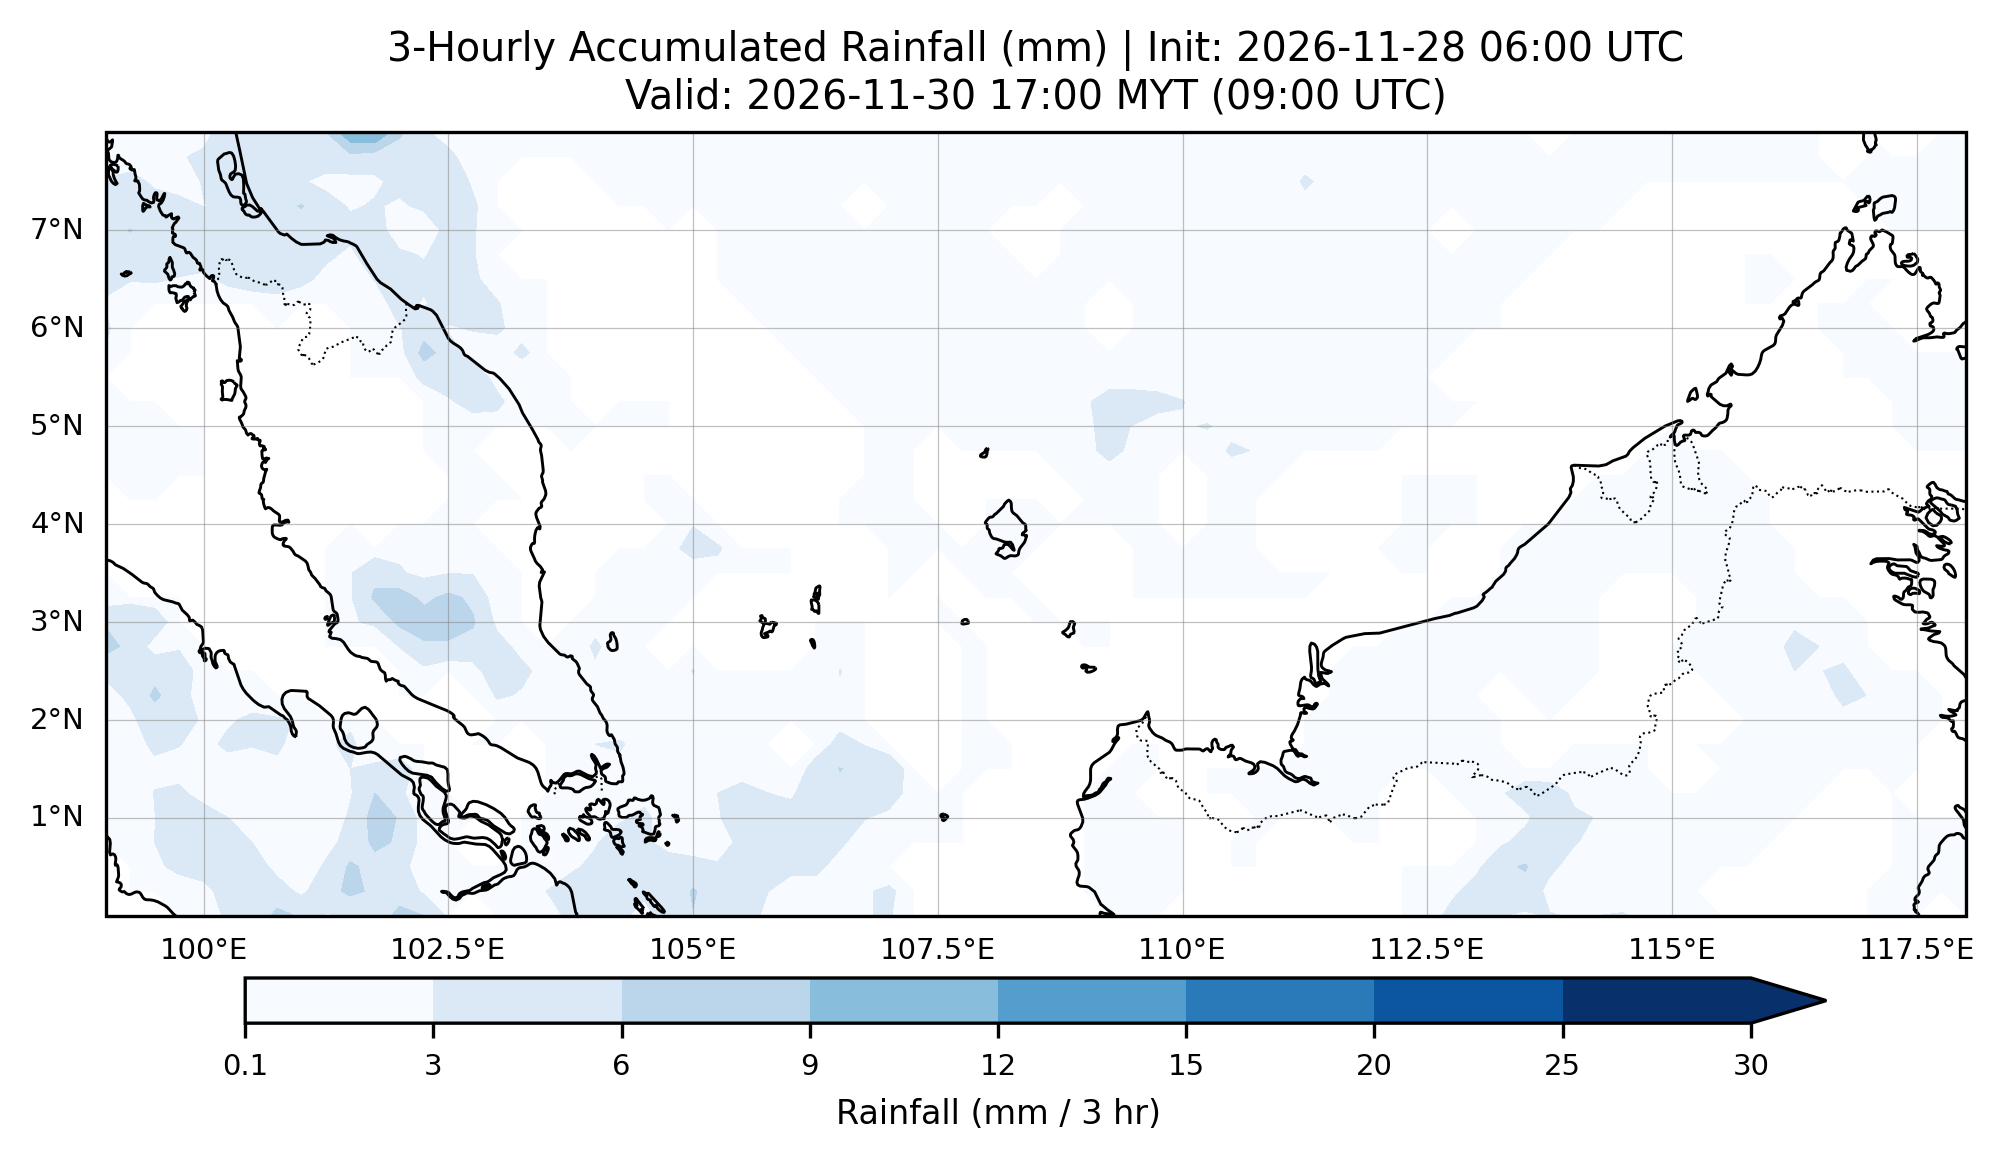 3-Hourly Accumulated Rainfall (mm) | Init: 2026-11-28 06:00 UTC
Valid: 2026-11-30 17:00 MYT (09:00 UTC)
7°N
6°N
5°N
4°N
3°N
2°N
1°N
100°E 102.5°E 105°E 107.5°E 110°E 112.5°E 115°E 117.5°E
0.1 3 6 9 12 15 20 25 30
Rainfall (mm / 3 hr)